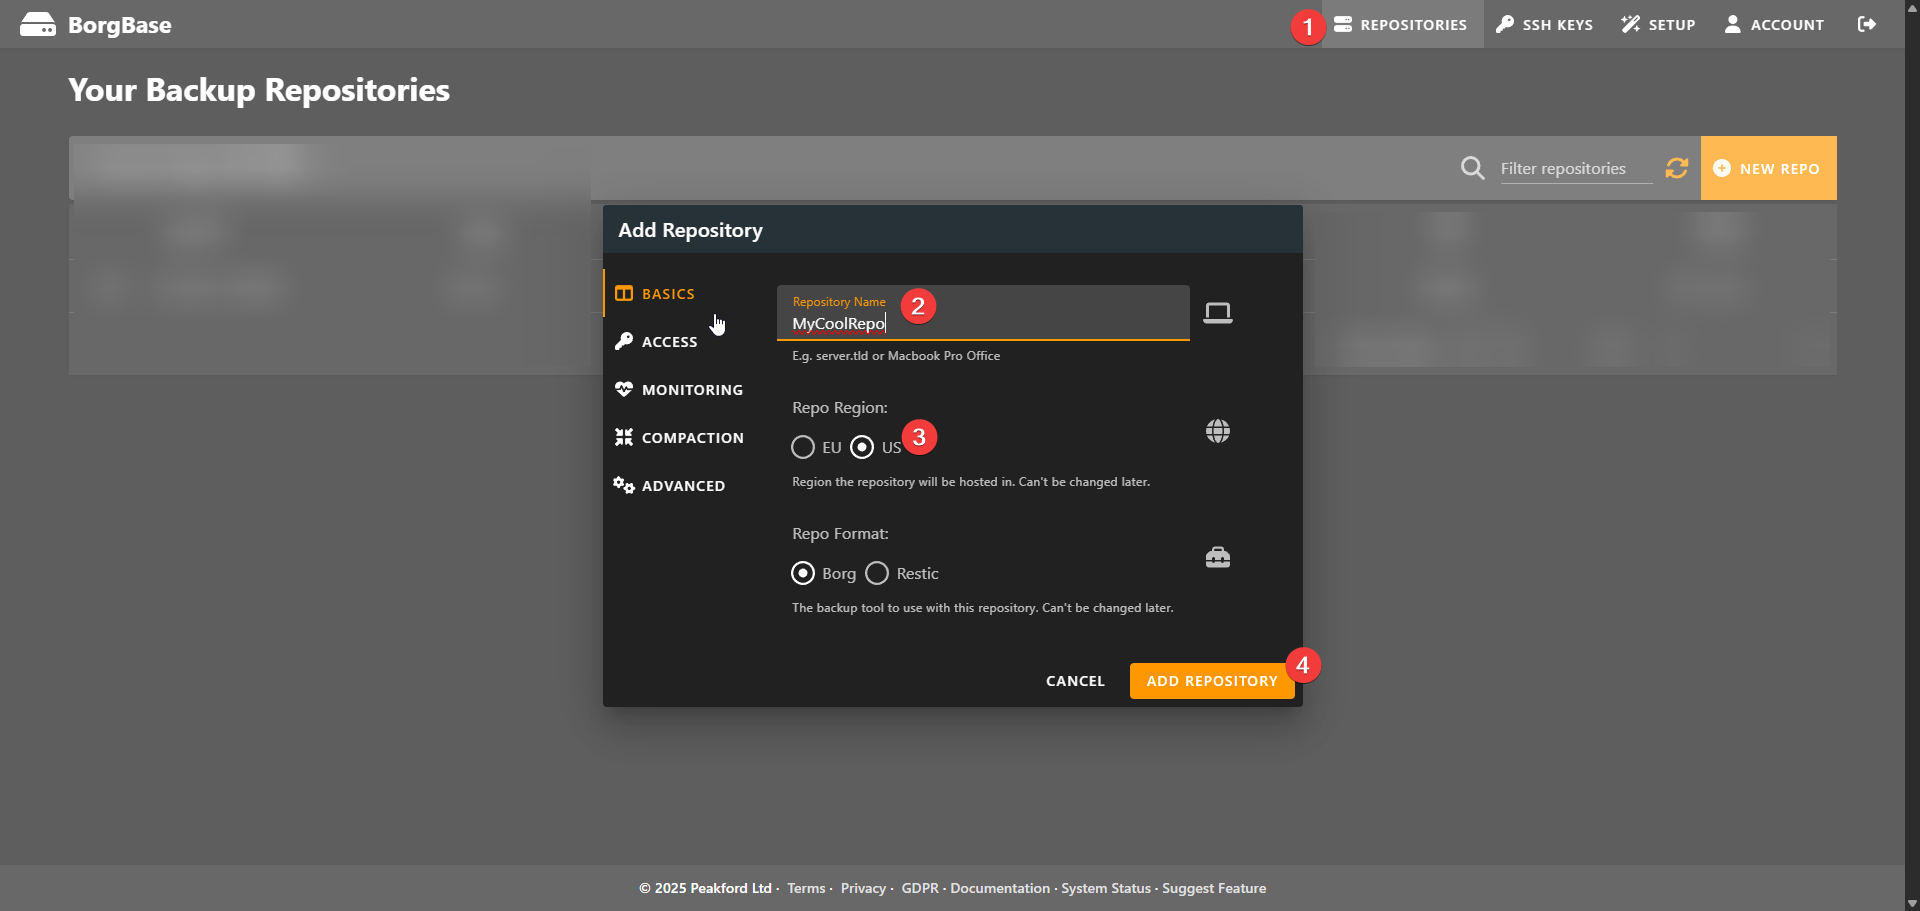 BorgBase
1 REPOSITORIES SSH KEYS SETUP ACCOUNT
Your Backup Repositories
Filter repositories NEW REPO
Add Repository
BASICS
ACCESS
MONITORING
COMPACTION
ADVANCED
Repository Name 2
MyCoolRepo
E.g. server.tld or Macbook Pro Office
Repo Region:
EU US 3
Region the repository will be hosted in. Can't be changed later.
Repo Format:
Borg Restic
The backup tool to use with this repository. Can't be changed later.
CANCEL ADD REPOSITORY 4
© 2025 Peakford Ltd · Terms · Privacy · GDPR · Documentation · System Status · Suggest Feature